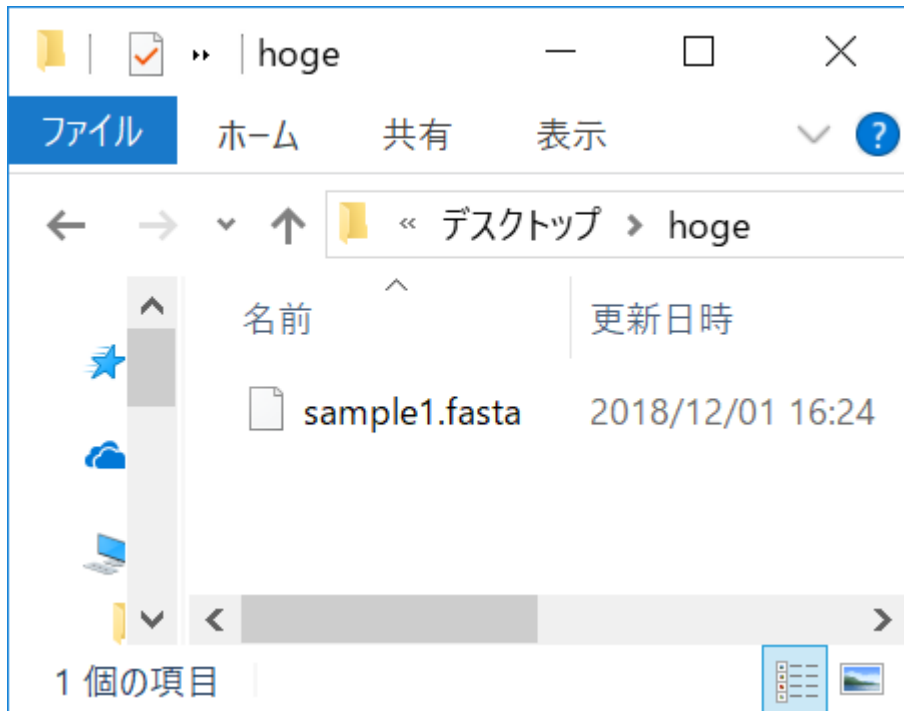 hoge
ファイル ホーム 共有 表示
« デスクトップ > hoge
名前 更新日時
sample1.fasta 2018/12/01 16:24
1 個の項目